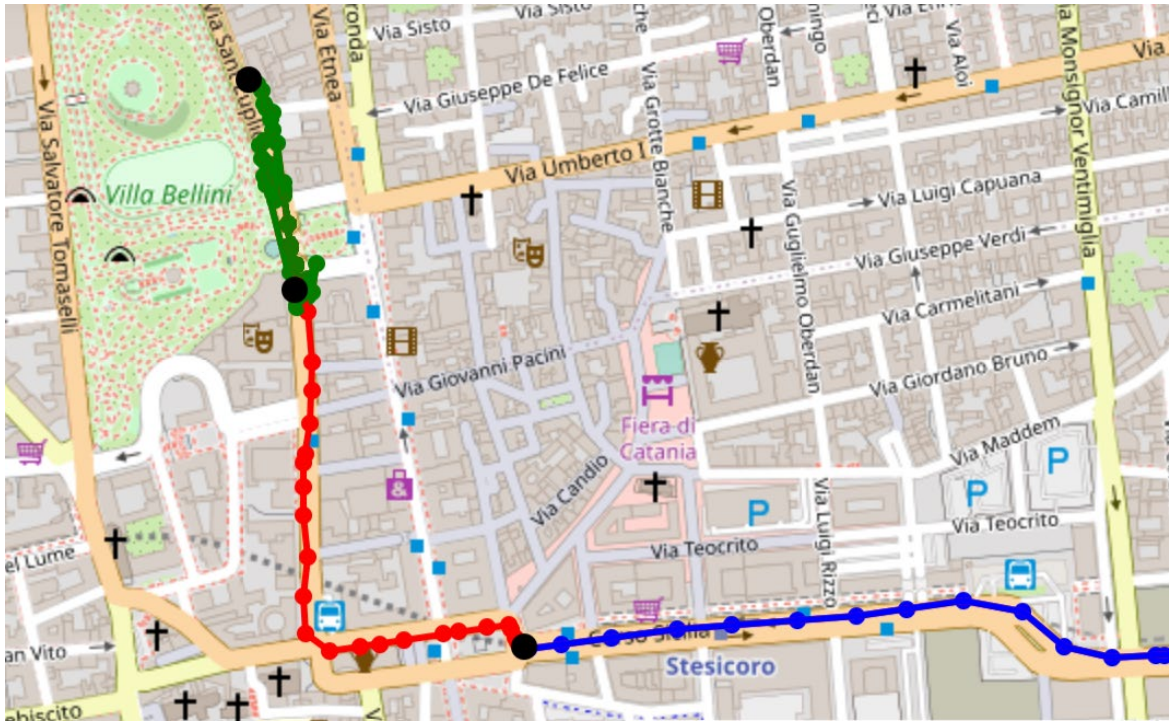 Via Sisto
Via Sisto
Via Etnea
Via Giuseppe De Felice
Via Grotte Bianche
Oberdan
Via Aloi
Via Monsignor Ventimiglia
Via Salvatore Tomaselli
Villa Bellini
Via Umberto I
Via Luigi Capuana
Via Guglielmo Oberdan
Via Giuseppe Verdi
Via Carmelitani
Via Giovanni Pacini
Via Giordano Bruno
Fiera di
Catania
Via Maddem
P
P
P
&
Via Candio
Via Teocrito
Via Teocrito
Via Luigi Rizzo
el Lume
an Vito
Stesicoro